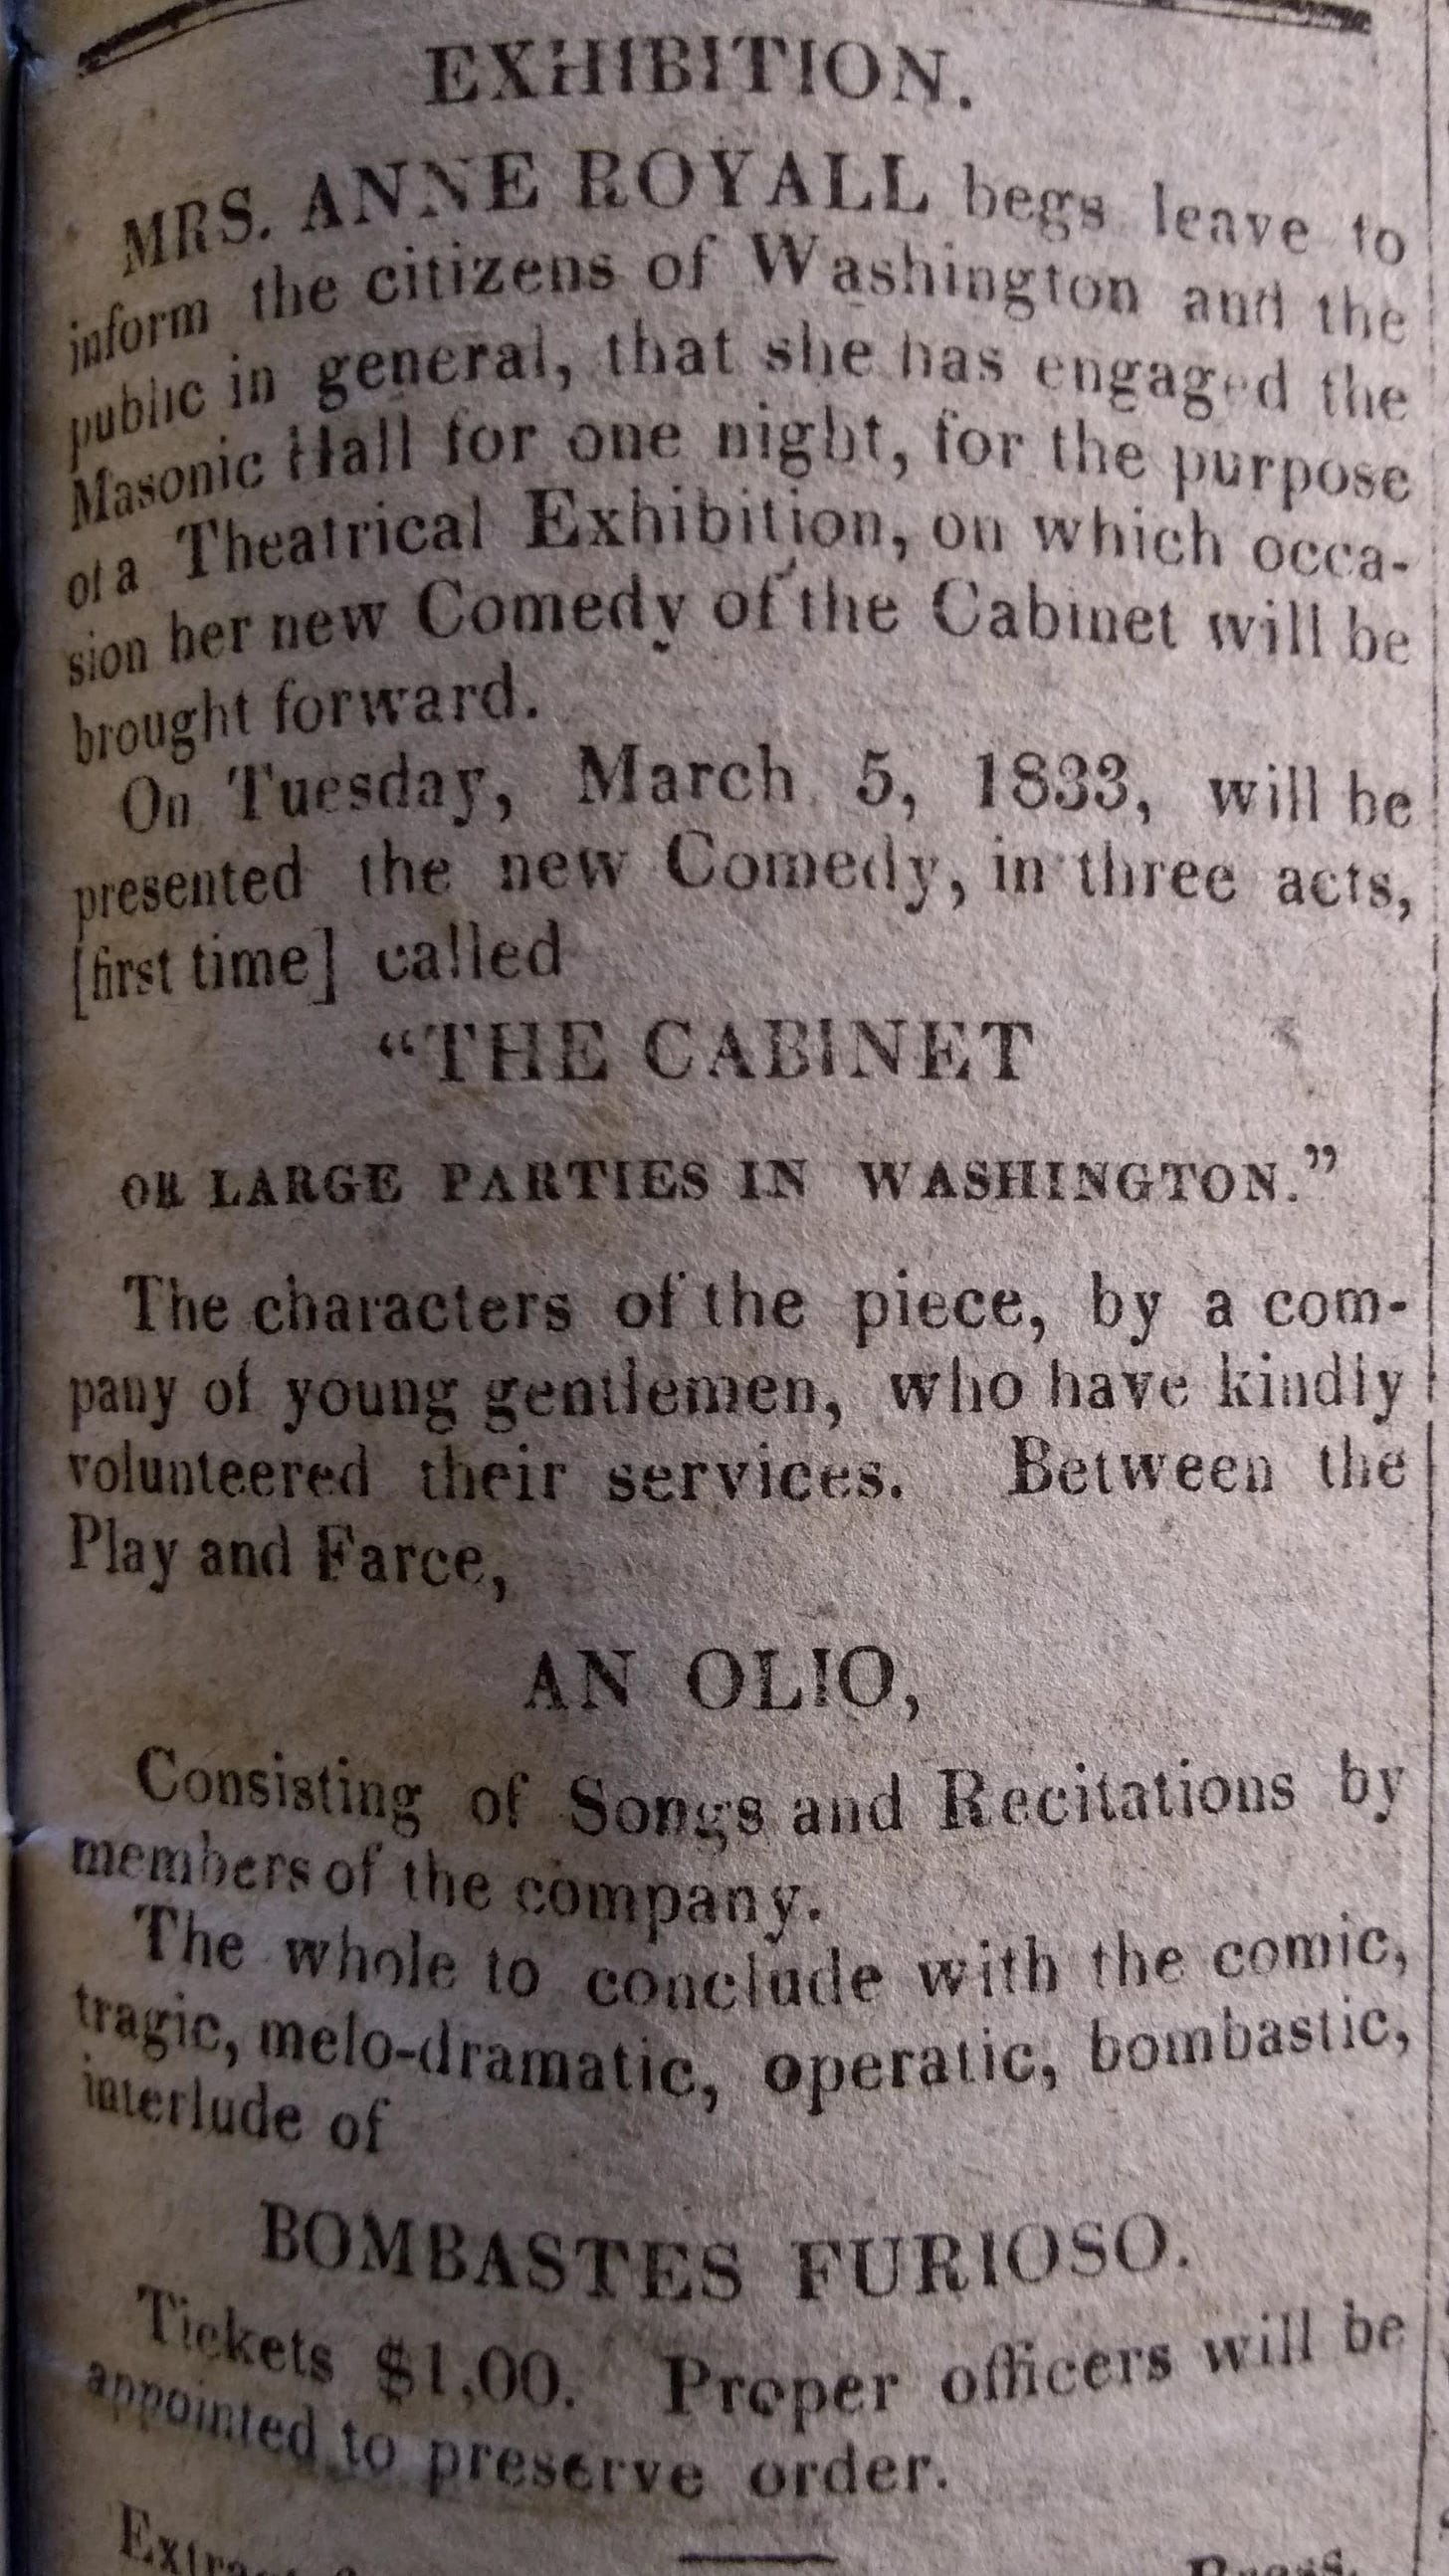 EXHIBITION.
MRS. ANNE ROYALL begs leave to
inform the citizens of Washington and the
public in general, that she has engaged the
Masonic Hall for one night, for the purpose
of a Theatrical Exhibition, on which occa-
sion her new Comedy of the Cabinet will be
brought forward.
On Tuesday, March 5, 1833, will be
presented the new Comedy, in three acts,
[first time] called
“THE CABINET
OR LARGE PARTIES IN WASHINGTON.”
The characters of the piece, by a com-
pany of young gentlemen, who have kindly
volunteered their services. Between the
Play and Farce,
AN OLIO,
Consisting of Songs and Recitations by
members of the company.
The whole to conclude with the comic,
tragic, melo-dramatic, operatic, bombastic,
interlude of
BOMBASTES FURIOSO.
Tickets $1,00. Proper officers will be
appointed to preserve order.
Press.